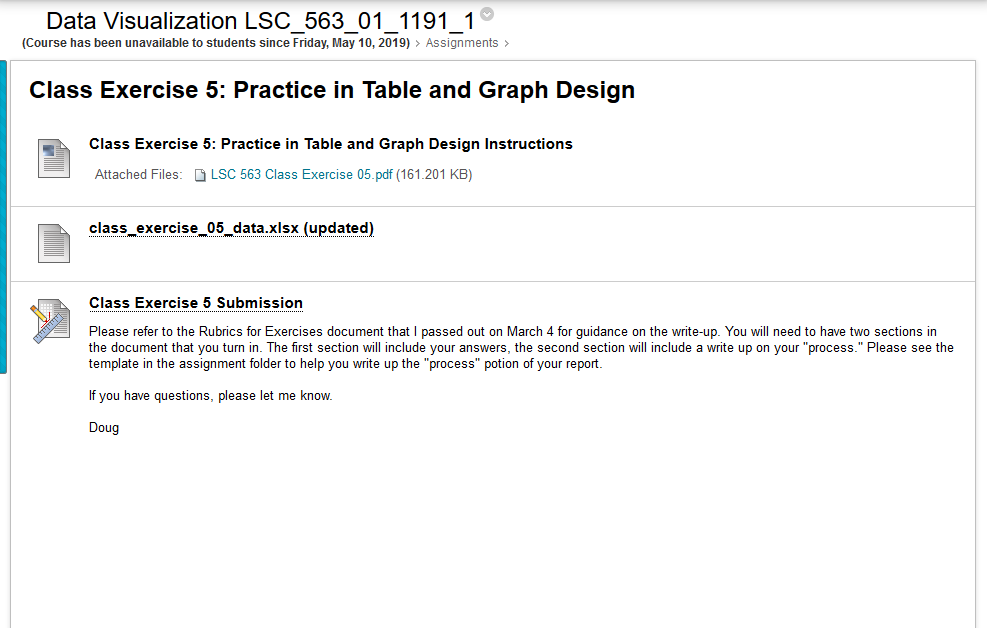 Data Visualization LSC_563_01_1191_1
(Course has been unavailable to students since Friday, May 10, 2019) > Assignments >
Class Exercise 5: Practice in Table and Graph Design
Class Exercise 5: Practice in Table and Graph Design Instructions
Attached Files: LSC 563 Class Exercise 05.pdf (161.201 KB)
class_exercise_05_data.xlsx (updated)
Class Exercise 5 Submission
Please refer to the Rubrics for Exercises document that I passed out on March 4 for guidance on the write-up. You will need to have two sections in
the document that you turn in. The first section will include your answers, the second section will include a write up on your "process." Please see the
template in the assignment folder to help you write up the "process" potion of your report.
If you have questions, please let me know.
Doug